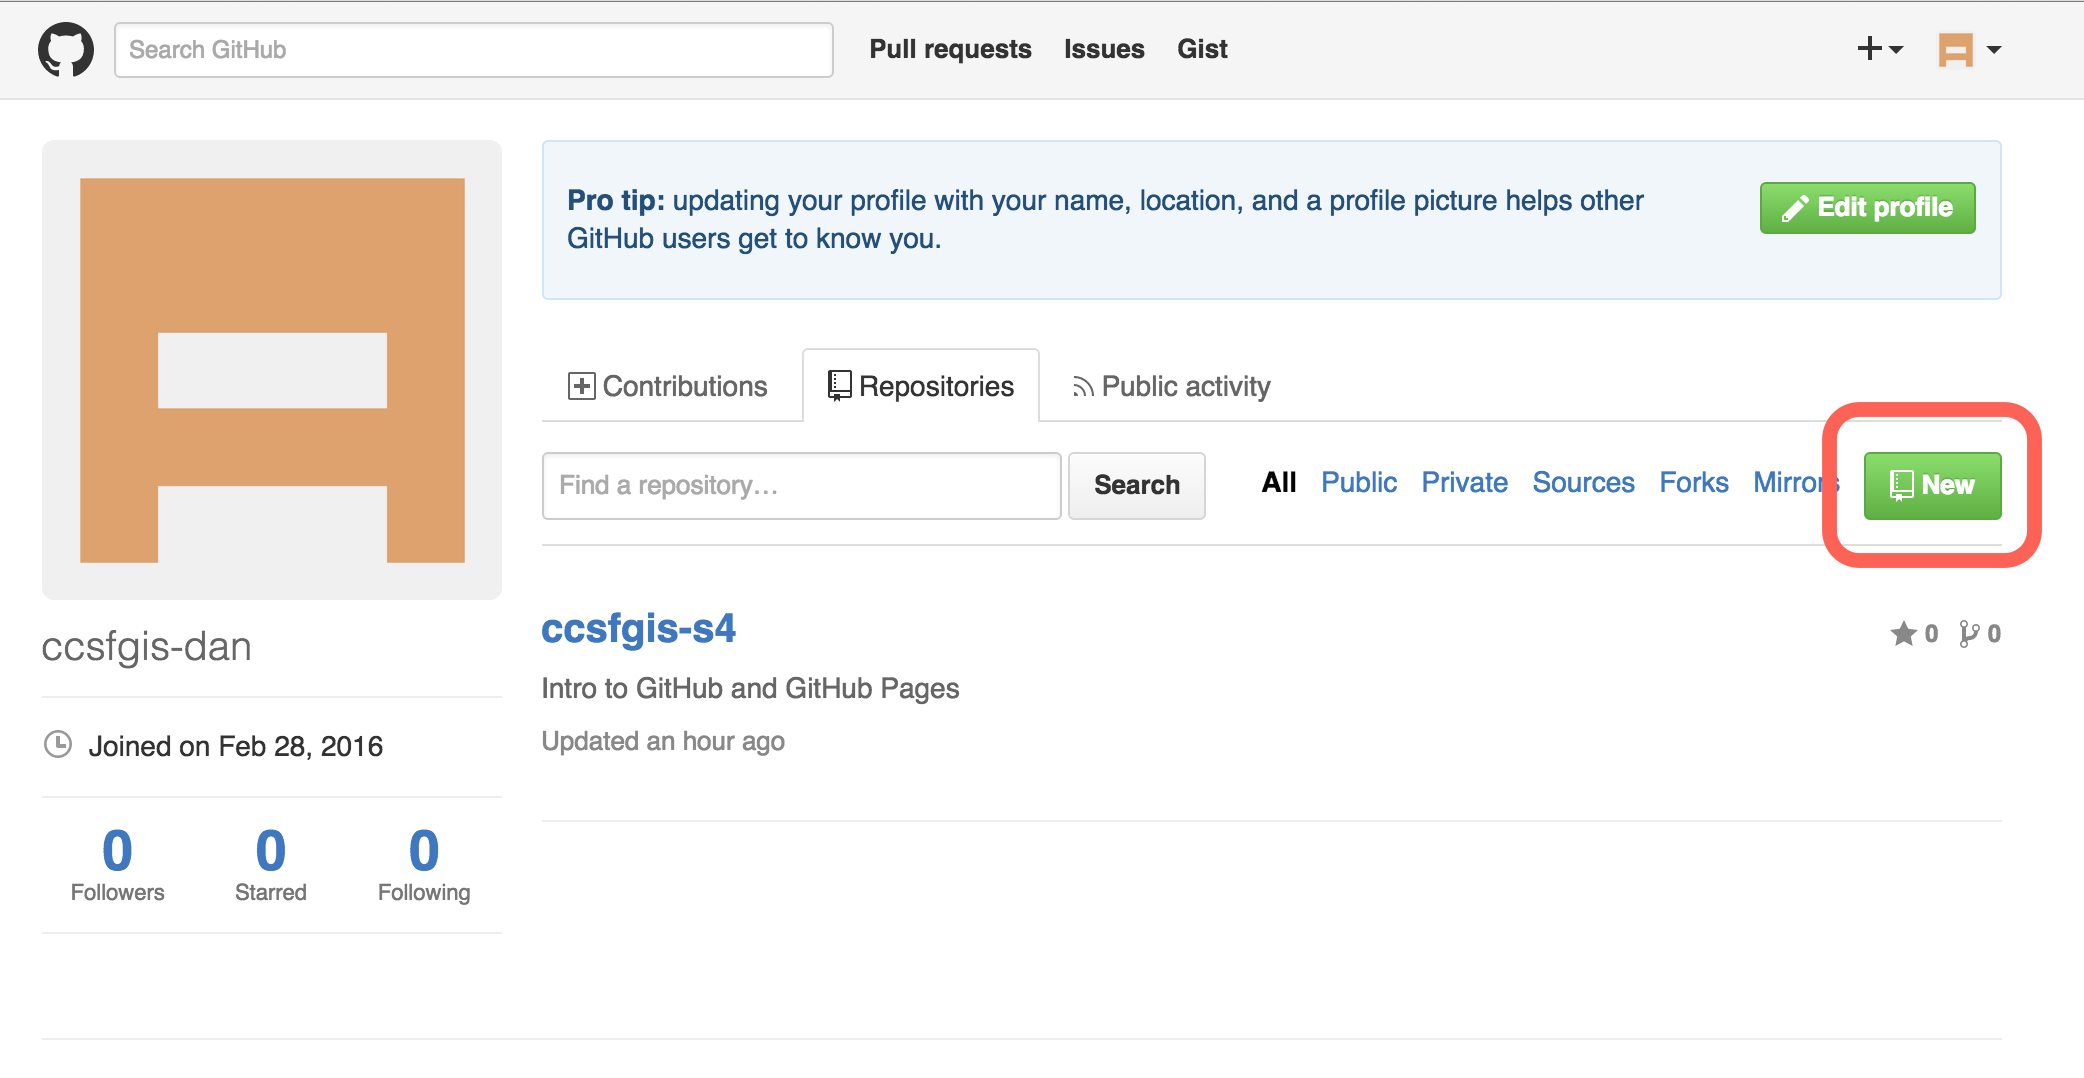 Search GitHub
Pull requests Issues Gist
Pro tip: updating your profile with your name, location, and a profile picture helps other
GitHub users get to know you.
Edit profile
Contributions
Repositories
Public activity
Find a repository...
Search
All Public Private Sources Forks Mirrors
New
ccsfgis-s4
0 0
Intro to GitHub and GitHub Pages
Updated an hour ago
ccsfgis-dan
Joined on Feb 28, 2016
0 0 0
Followers Starred Following